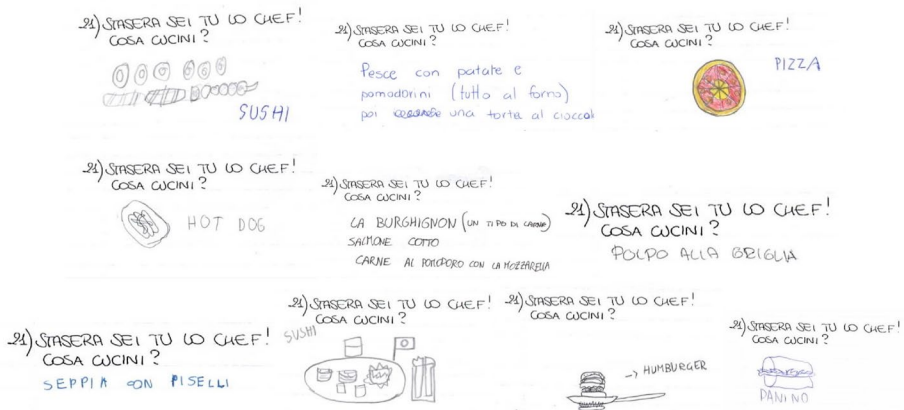 21) STASERA SEI TU LO CHEF!
COSA CUCINI?
SUSHI
21) STASERA SEI TU LO CHEF!
COSA CUCINI?
Pesce con patate e
pomodorini (tutto al forno)
poi una torta al cioccol
21) STASERA SEI TU LO CHEF!
COSA CUCINI?
PIZZA
21) STASERA SEI TU LO CHEF!
COSA CUCINI?
HOT DOG
21) STASERA SEI TU LO CHEF!
COSA CUCINI?
LA BURGHIGNON (UN TIPO DI CARNE)
SALMONE COTTO
CARNE AL POMODORO CON LA MOZZARELLA
21) STASERA SEI TU LO CHEF!
COSA CUCINI?
POLPO ALLA BRIGLIA
21) STASERA SEI TU LO CHEF!
COSA CUCINI?
SEPPIA CON PISELLI
21) STASERA SEI TU LO CHEF!
COSA CUCINI?
SUSHI
21) STASERA SEI TU LO CHEF!
COSA CUCINI?
-> HUMBURGER
21) STASERA SEI TU LO CHEF!
COSA CUCINI?
PANINO